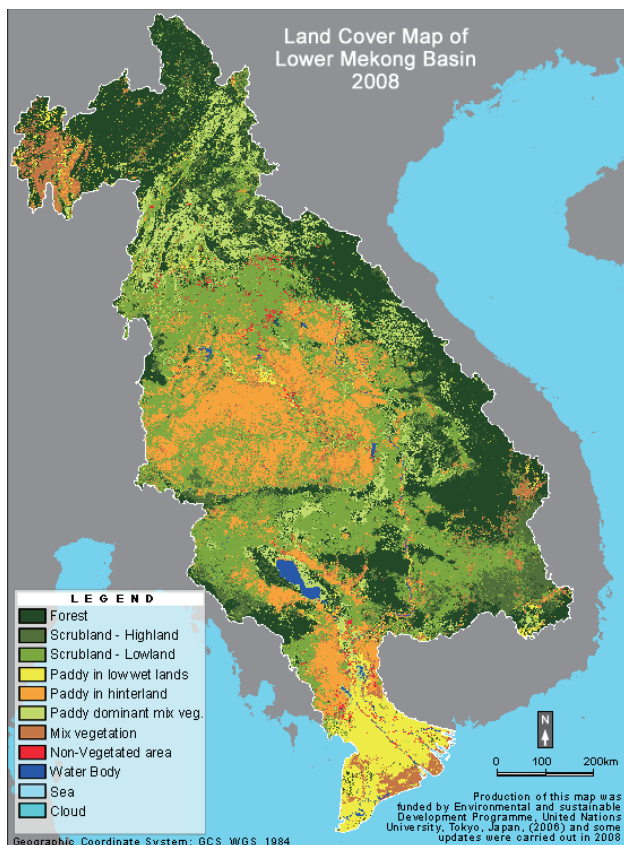 Land Cover Map of
Lower Mekong Basin
2008
LEGEND
Forest
Scrubland - Highland
Scrubland - Lowland
Paddy in lowwet lands
Paddy in hinterland
Paddy dominant mix veg.
Mix vegetation
Non-Vegetated area
Water Body
Sea
Cloud
N
0 100 200km
Production of this map was
funded by Environmental and sustainable
Development Programme, United Nations
University, Tokyo, Japan, (2006) and some
updates were carried out in 2008
Geographic Coordinate System: GCS WGS 1984